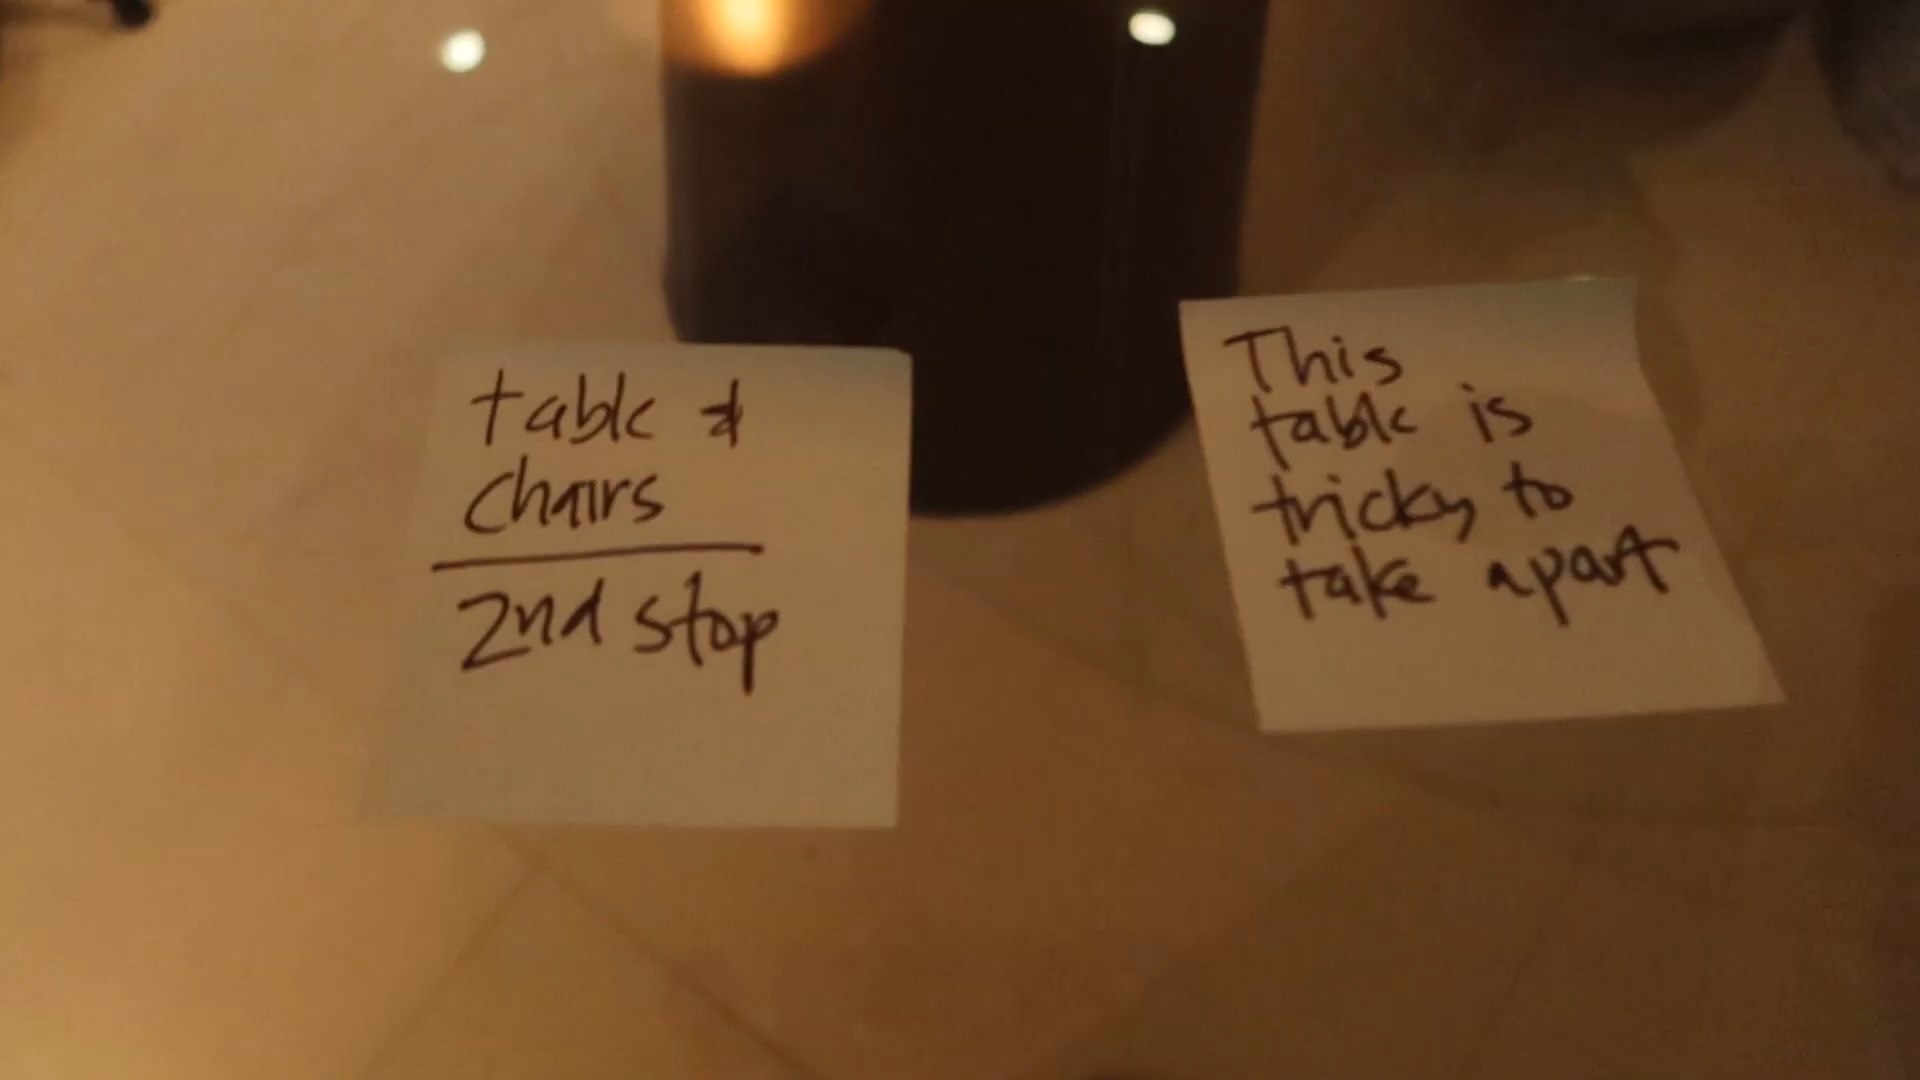 table &
chairs
2nd stop
This
table is
tricky to
take apart